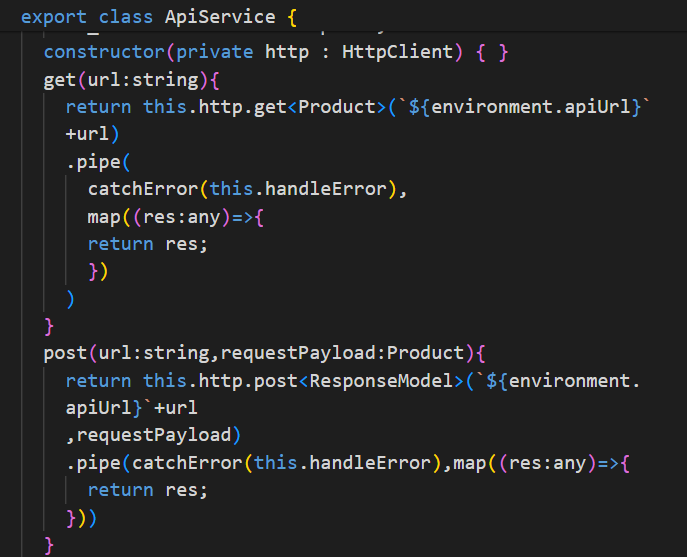 export class ApiService {
constructor(private http : HttpClient) { }
get(url:string){
return this.http.get<Product>(`${environment.apiUrl}`
+url)
.pipe(
catchError(this.handleError),
map((res:any)=>{
return res;
})
)
}
post(url:string,requestPayload:Product){
return this.http.post<ResponseModel>(`${environment.
apiUrl}`+url
,requestPayload)
.pipe(catchError(this.handleError),map((res:any)=>{
return res;
}))
}